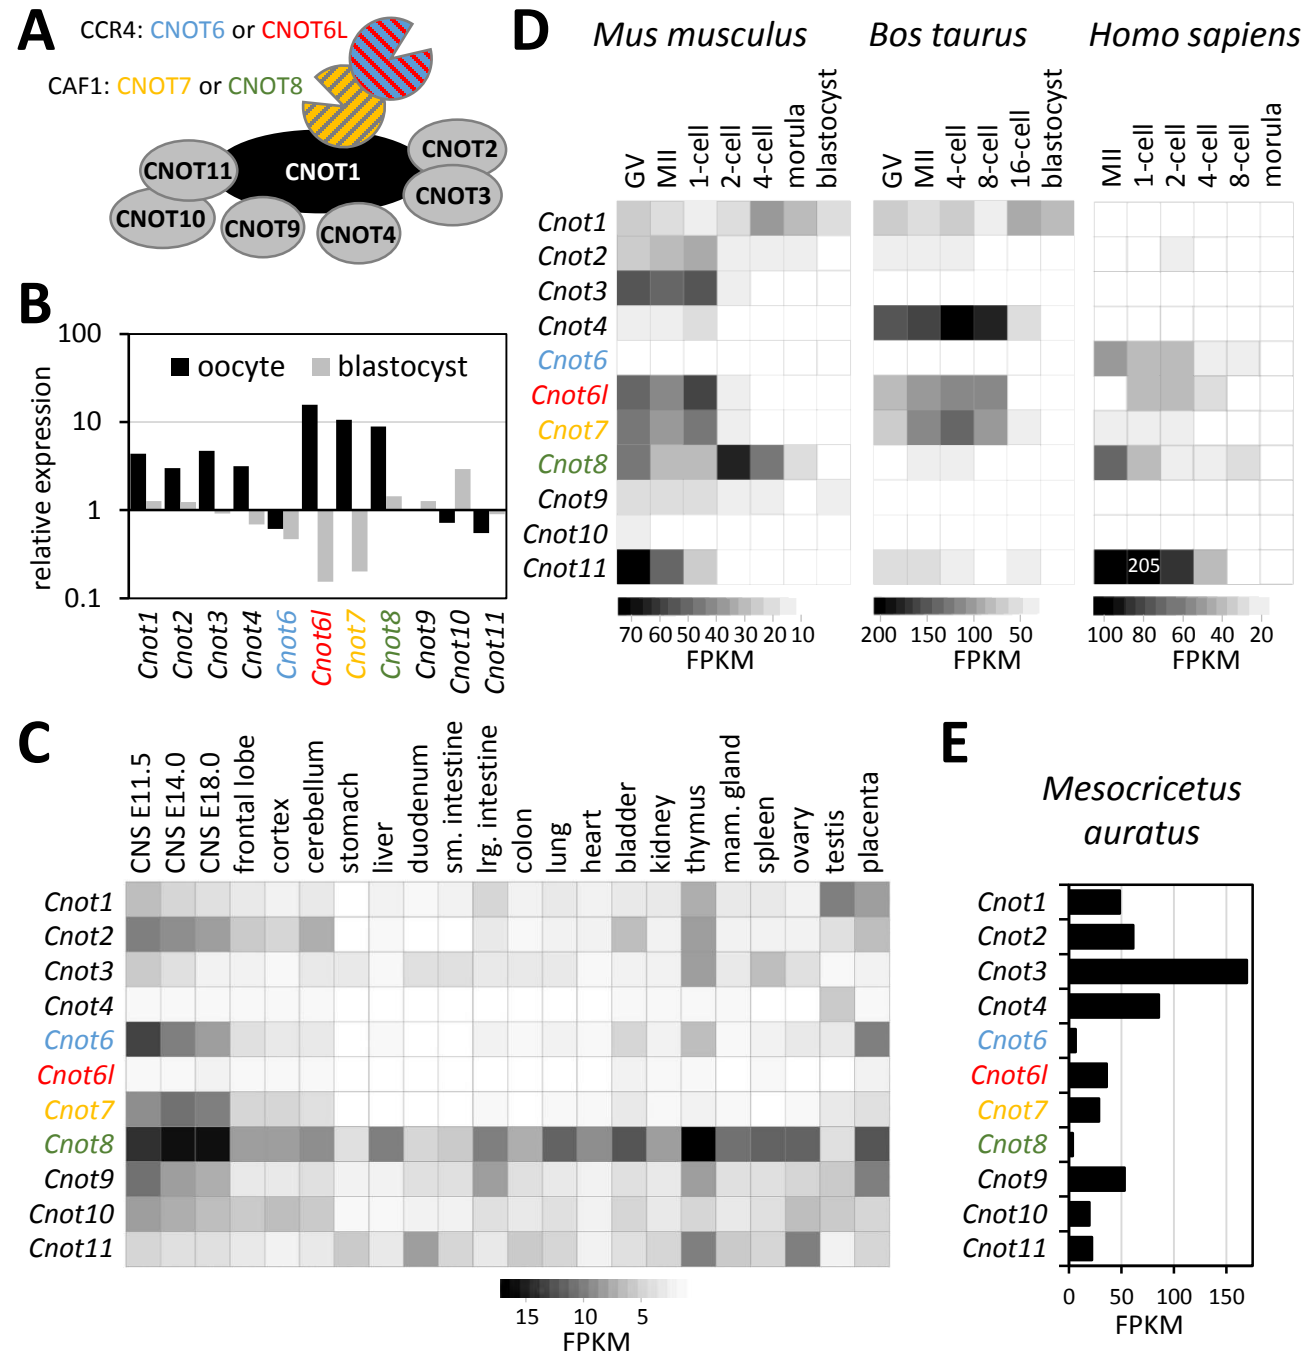 A
CCR4: CNOT6 or CNOT6L
CAF1: CNOT7 or CNOT8
CNOT11
CNOT1
CNOT2
CNOT3
CNOT10
CNOT9
CNOT4
B
relative expression
100
10
1
0.1
oocyte
blastocyst
Cnot1
Cnot2
Cnot3
Cnot4
Cnot6
Cnot6l
Cnot7
Cnot8
Cnot9
Cnot10
Cnot11
D
Mus musculus
Bos taurus
Homo sapiens
GV
MII
1-cell
2-cell
4-cell
morula
blastocyst
GV
MII
4-cell
8-cell
16-cell
blastocyst
MII
1-cell
2-cell
4-cell
8-cell
morula
Cnot1
Cnot2
Cnot3
Cnot4
Cnot6
Cnot6l
Cnot7
Cnot8
Cnot9
Cnot10
Cnot11
205
70 60 50 40 30 20 10
FPKM
200 150 100 50
FPKM
100 80 60 40 20
FPKM
C
CNS E11.5
CNS E14.0
CNS E18.0
frontal lobe
cortex
cerebellum
stomach
liver
duodenum
sm. intestine
lrg. intestine
colon
lung
heart
bladder
kidney
thymus
mam. gland
spleen
ovary
testis
placenta
Cnot1
Cnot2
Cnot3
Cnot4
Cnot6
Cnot6l
Cnot7
Cnot8
Cnot9
Cnot10
Cnot11
15 10 5
FPKM
E
Mesocricetus
auratus
Cnot1
Cnot2
Cnot3
Cnot4
Cnot6
Cnot6l
Cnot7
Cnot8
Cnot9
Cnot10
Cnot11
0 50 100 150
FPKM